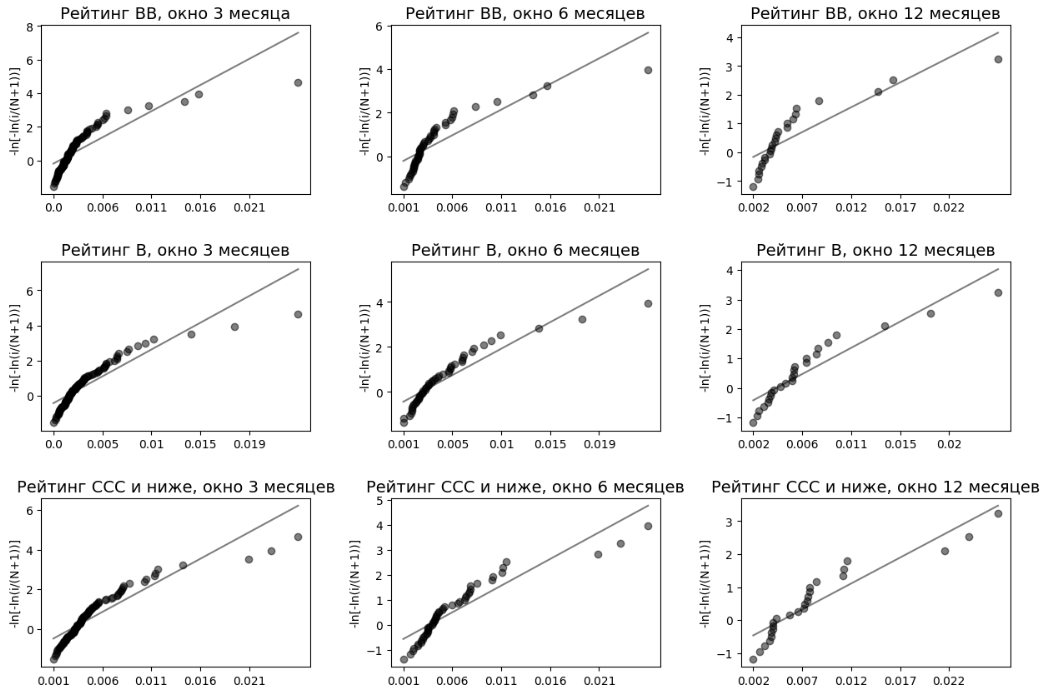 Рейтинг BB, окно 3 месяца
Рейтинг BB, окно 6 месяцев
Рейтинг BB, окно 12 месяцев
-ln[-ln(i/(N+1))]
8
6
4
2
0
0.0 0.006 0.011 0.016 0.021
-ln[-ln(i/(N+1))]
6
4
2
0
0.001 0.006 0.011 0.016 0.021
-ln[-ln(i/(N+1))]
4
3
2
1
0
−1
0.002 0.007 0.012 0.017 0.022
Рейтинг B, окно 3 месяцев
Рейтинг B, окно 6 месяцев
Рейтинг B, окно 12 месяцев
-ln[-ln(i/(N+1))]
6
4
2
0
0.0 0.005 0.01 0.015 0.019
-ln[-ln(i/(N+1))]
4
2
0
0.001 0.005 0.01 0.015 0.019
-ln[-ln(i/(N+1))]
4
3
2
1
0
−1
0.002 0.006 0.011 0.015 0.02
Рейтинг CCC и ниже, окно 3 месяцев
Рейтинг CCC и ниже, окно 6 месяцев
Рейтинг CCC и ниже, окно 12 месяцев
-ln[-ln(i/(N+1))]
6
4
2
0
0.001 0.006 0.011 0.016 0.021
-ln[-ln(i/(N+1))]
5
4
3
2
1
0
−1
0.001 0.006 0.011 0.016 0.021
-ln[-ln(i/(N+1))]
3
2
1
0
−1
0.002 0.007 0.012 0.017 0.022